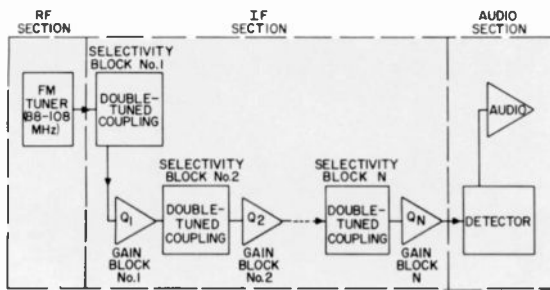 RF
SECTION
IF
SECTION
AUDIO
SECTION
SELECTIVITY
BLOCK No.1
FM
TUNER
(88-108
MHz)
DOUBLE-
TUNED
COUPLING
AUDIO
SELECTIVITY
BLOCK No.2
SELECTIVITY
BLOCK N
Q1
DOUBLE-
TUNED
COUPLING
Q2
DOUBLE-
TUNED
COUPLING
QN
DETECTOR
GAIN
BLOCK
No.1
GAIN
BLOCK
No.2
GAIN
BLOCK
N